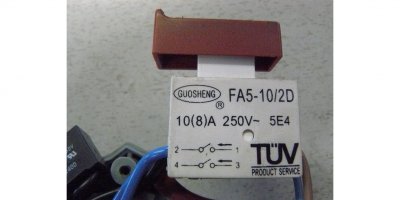 GUOSHENG ® FA5-10/2D
10(8)A 250V~ 5E4
2 1
4 3
TÜV
PRODUCT SERVICE